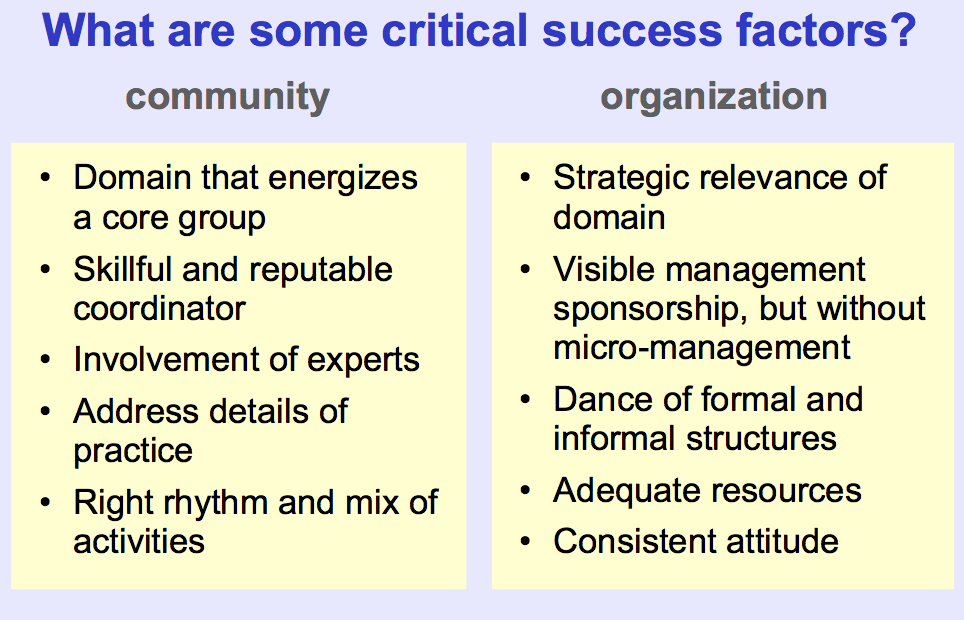 What are some critical success factors?
community
• Domain that energizes
a core group
• Skillful and reputable
coordinator
• Involvement of experts
• Address details of
practice
• Right rhythm and mix of
activities
organization
• Strategic relevance of
domain
• Visible management
sponsorship, but without
micro-management
• Dance of formal and
informal structures
• Adequate resources
• Consistent attitude